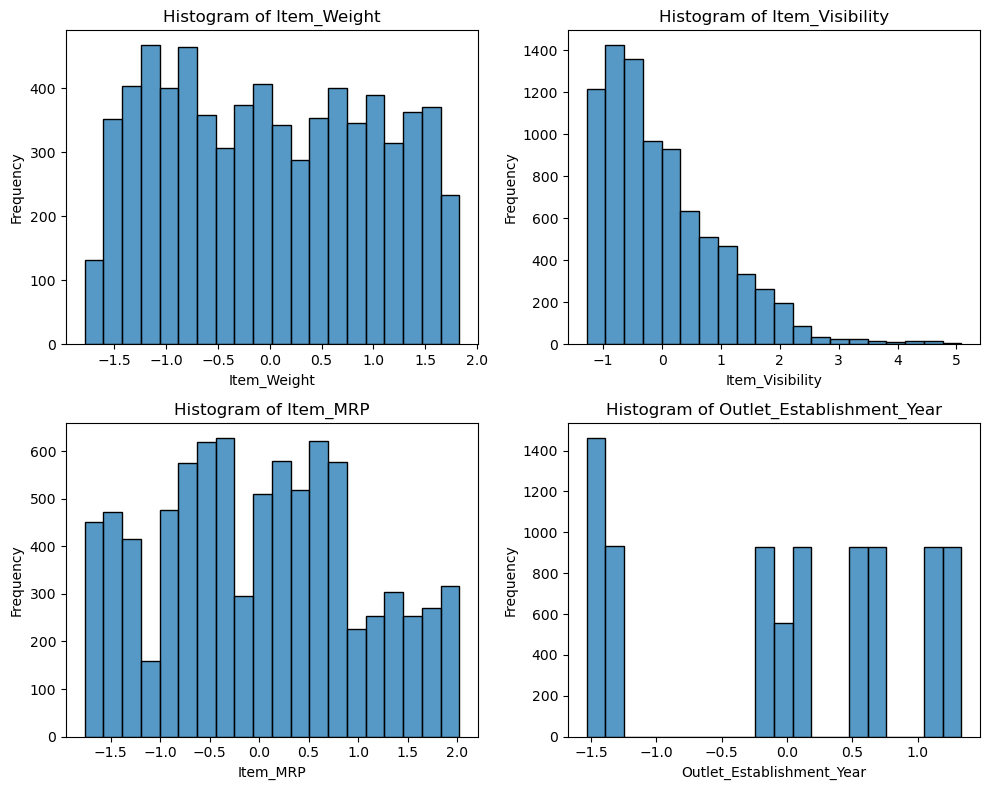 Histogram of Item_Weight
Frequency
400
300
200
100
0
−1.5 −1.0 −0.5 0.0 0.5 1.0 1.5 2.0
Item_Weight
Histogram of Item_Visibility
Frequency
1400
1200
1000
800
600
400
200
0
−1 0 1 2 3 4 5
Item_Visibility
Histogram of Item_MRP
Frequency
600
500
400
300
200
100
0
−1.5 −1.0 −0.5 0.0 0.5 1.0 1.5 2.0
Item_MRP
Histogram of Outlet_Establishment_Year
Frequency
1400
1200
1000
800
600
400
200
0
−1.5 −1.0 −0.5 0.0 0.5 1.0
Outlet_Establishment_Year